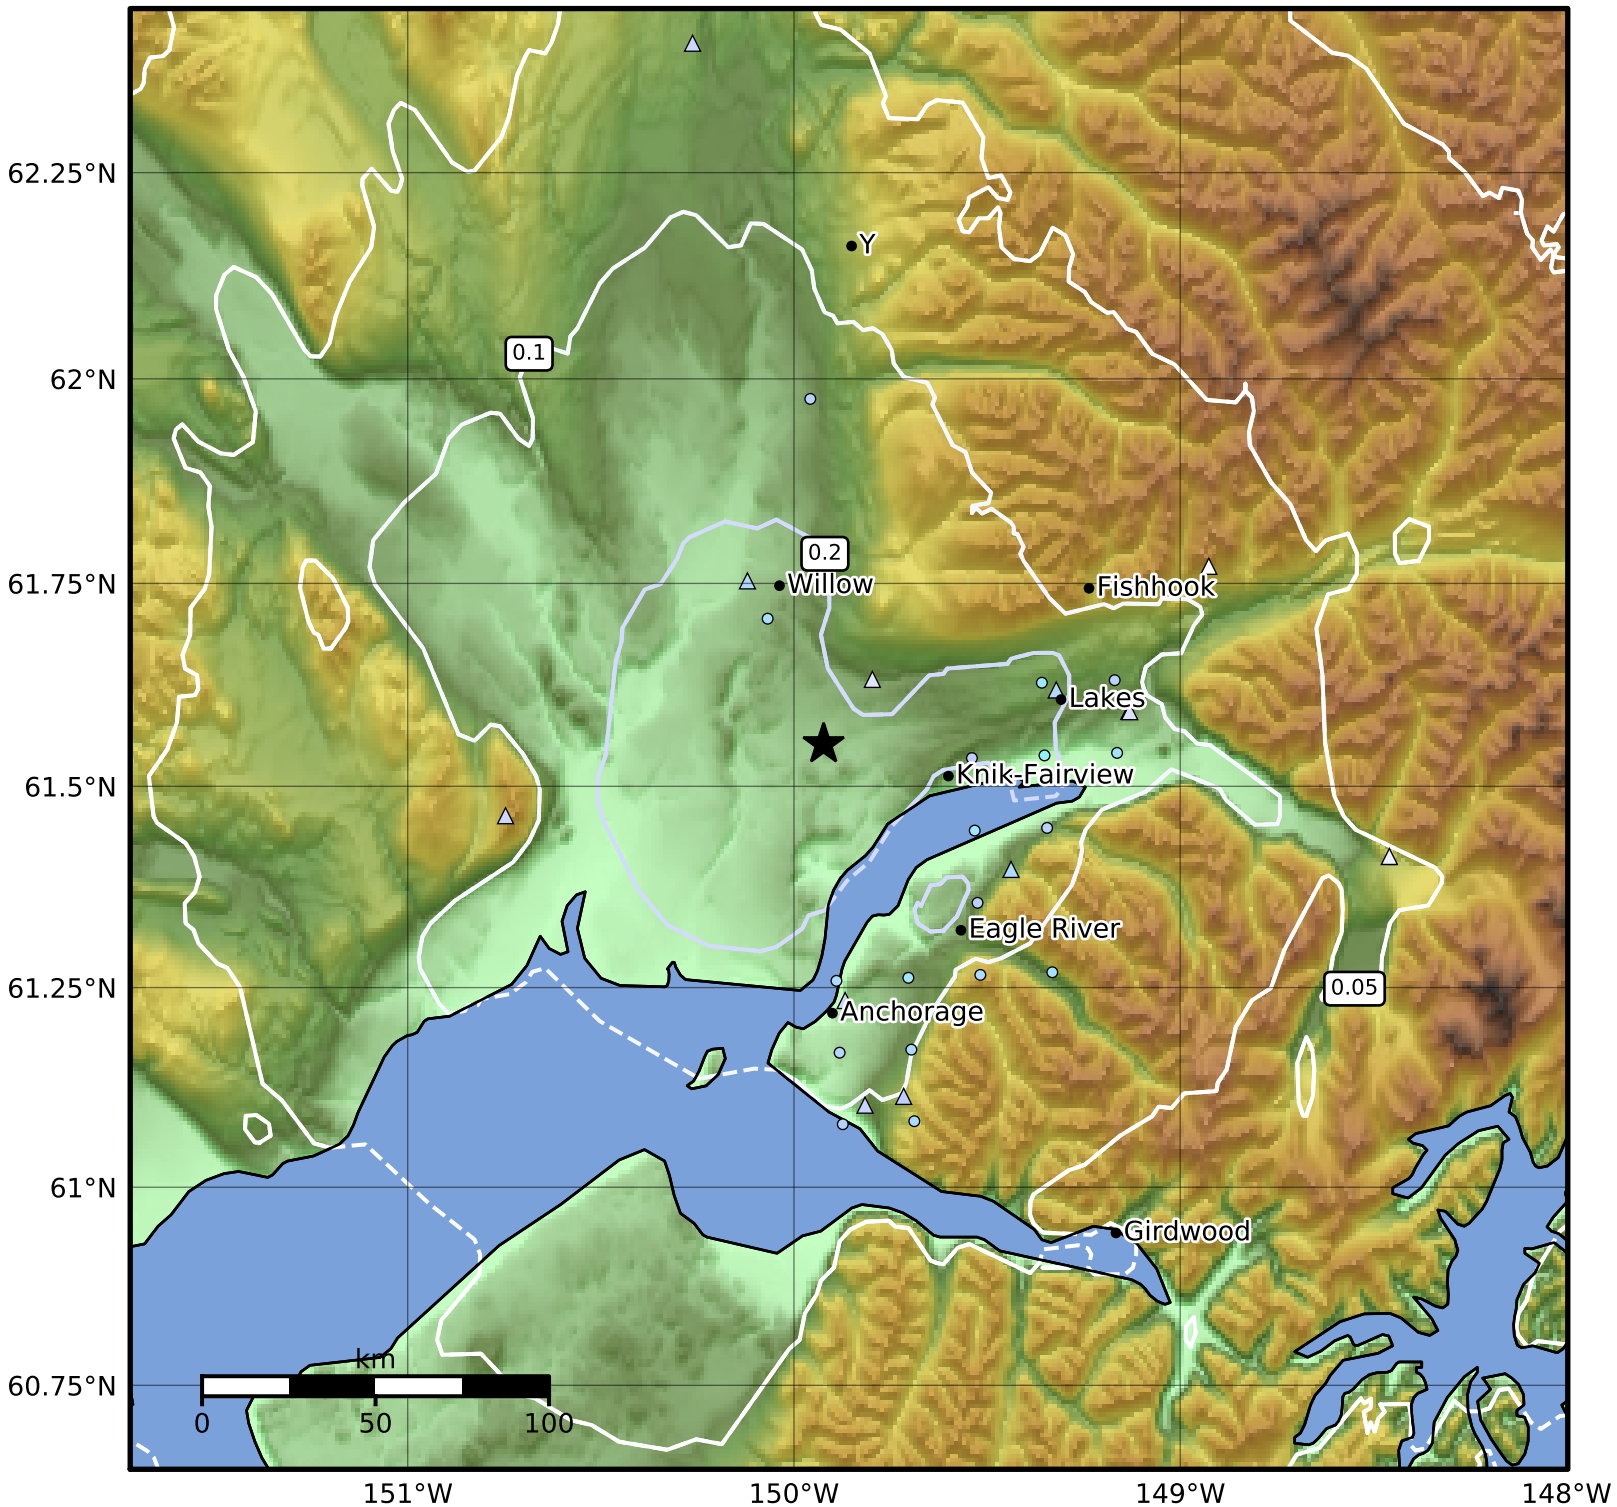 62.25°N
Y
0.1
62°N
0.2
61.75°N
Willow
Fishhook
Lakes
61.5°N
Knik-Fairview
Eagle River
61.25°N
0.05
Anchorage
61°N
Girdwood
km
60.75°N
0 50 100
151°W 150°W 149°W 148°W